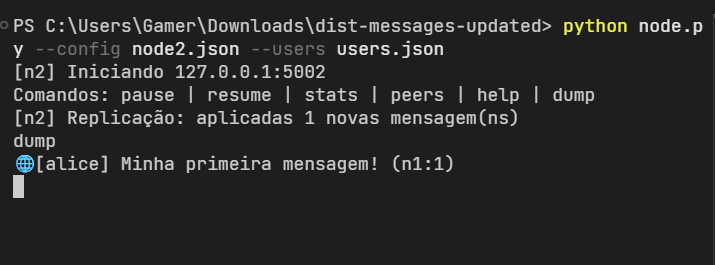 PS C:\Users\Gamer\Downloads\dist-messages-updated> python node.p
y --config node2.json --users users.json
[n2] Iniciando 127.0.0.1:5002
Comandos: pause | resume | stats | peers | help | dump
[n2] Replicação: aplicadas 1 novas mensagem(ns)
dump
🌐[alice] Minha primeira mensagem! (n1:1)